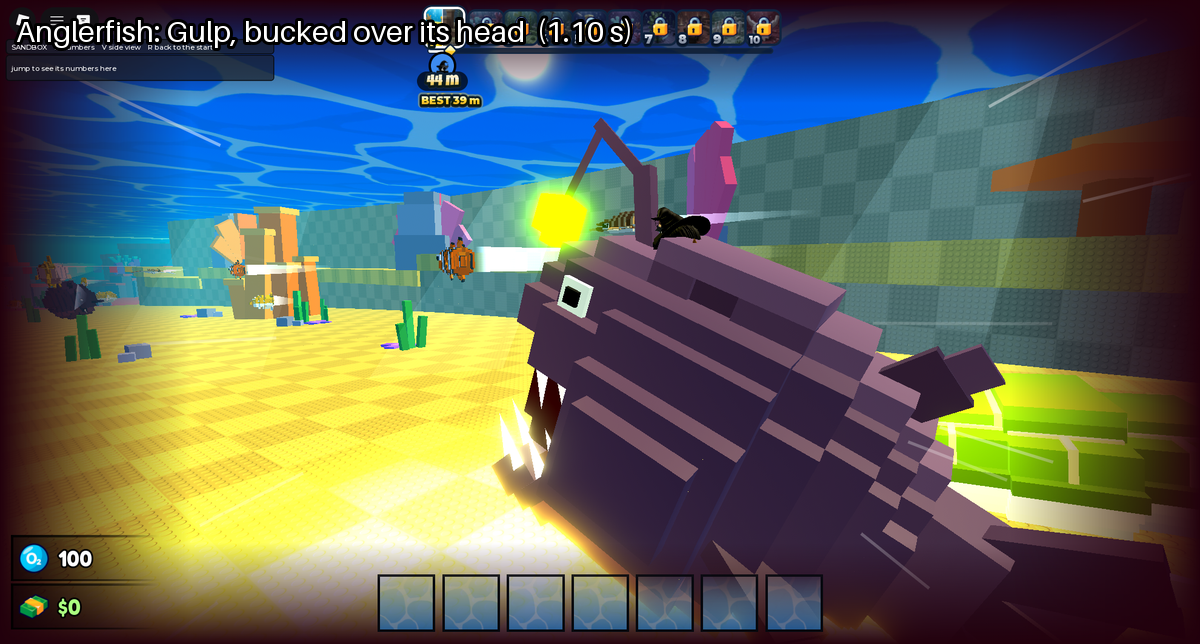 Anglerfish: Gulp, bucked over its head (1.10 s)
SANDBOX
V side view R back to the start
jump to see its numbers here
7
8
9
10
44 m
BEST 39 m
O2 100
$0